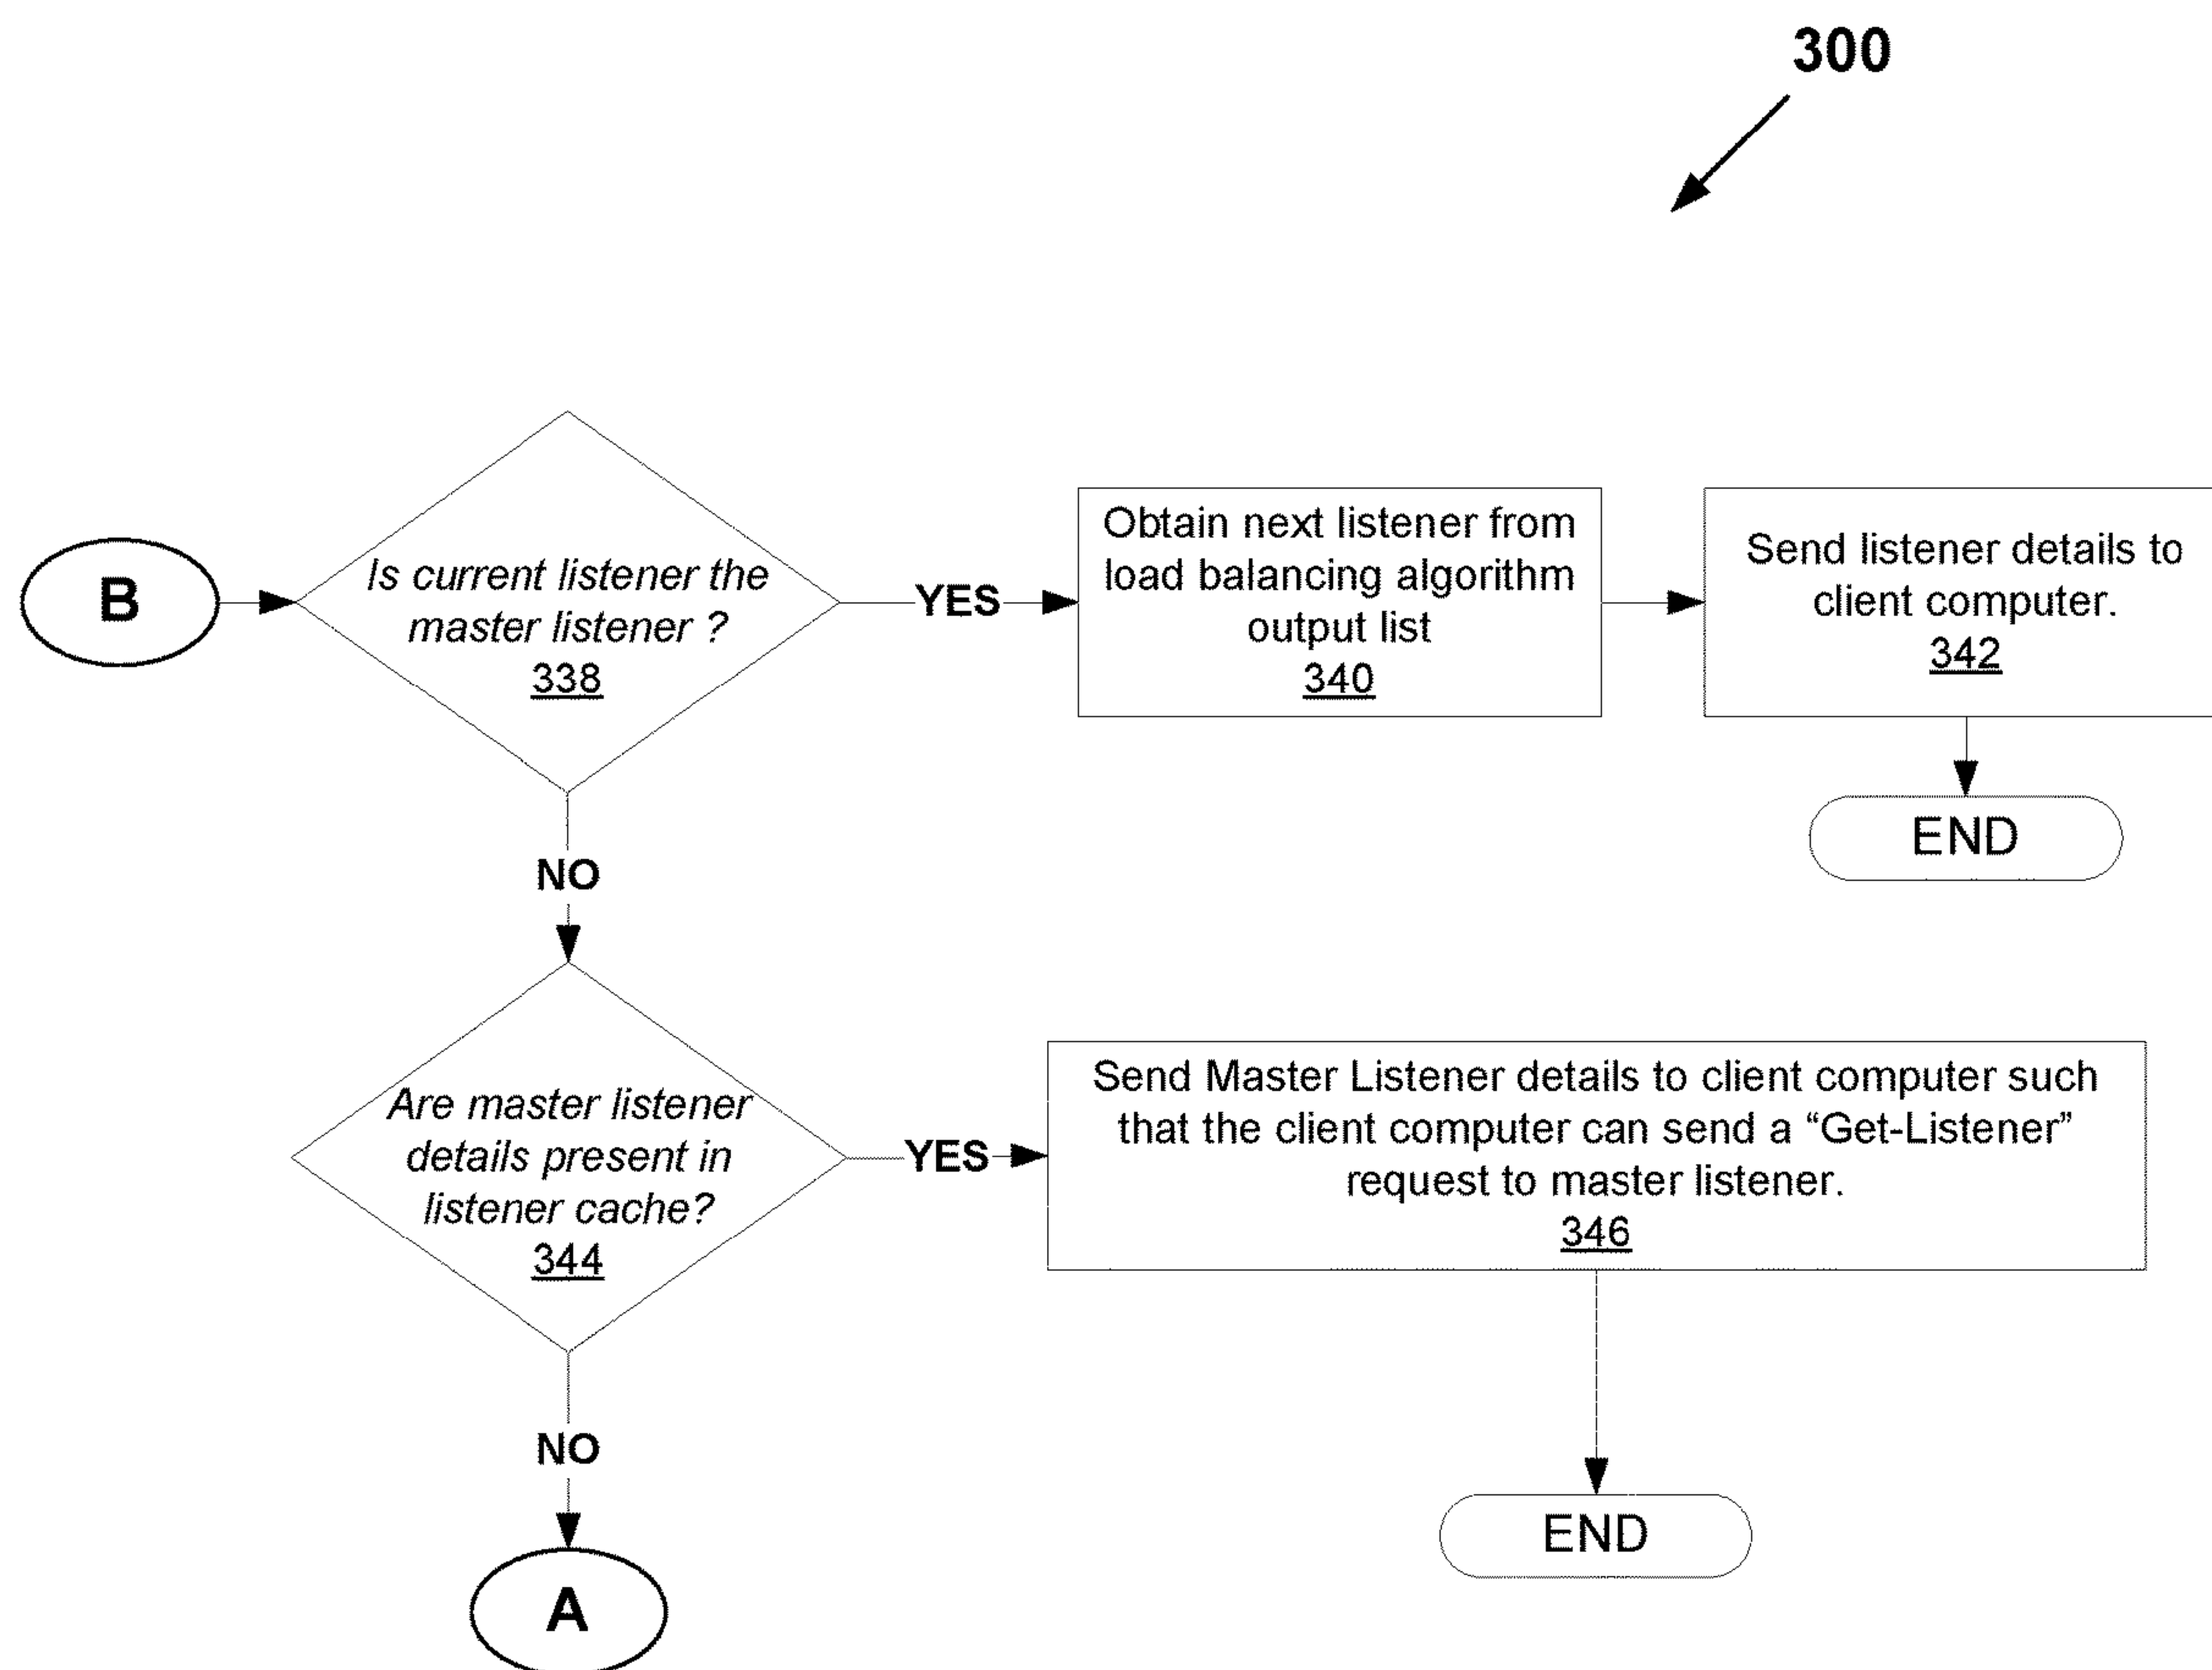 300
B
Is current listener the
master listener ?
338
YES
Obtain next listener from
load balancing algorithm
output list
340
Send listener details to
client computer.
342
END
NO
Are master listener
details present in
listener cache?
344
YES
Send Master Listener details to client computer such
that the client computer can send a “Get-Listener”
request to master listener.
346
END
NO
A